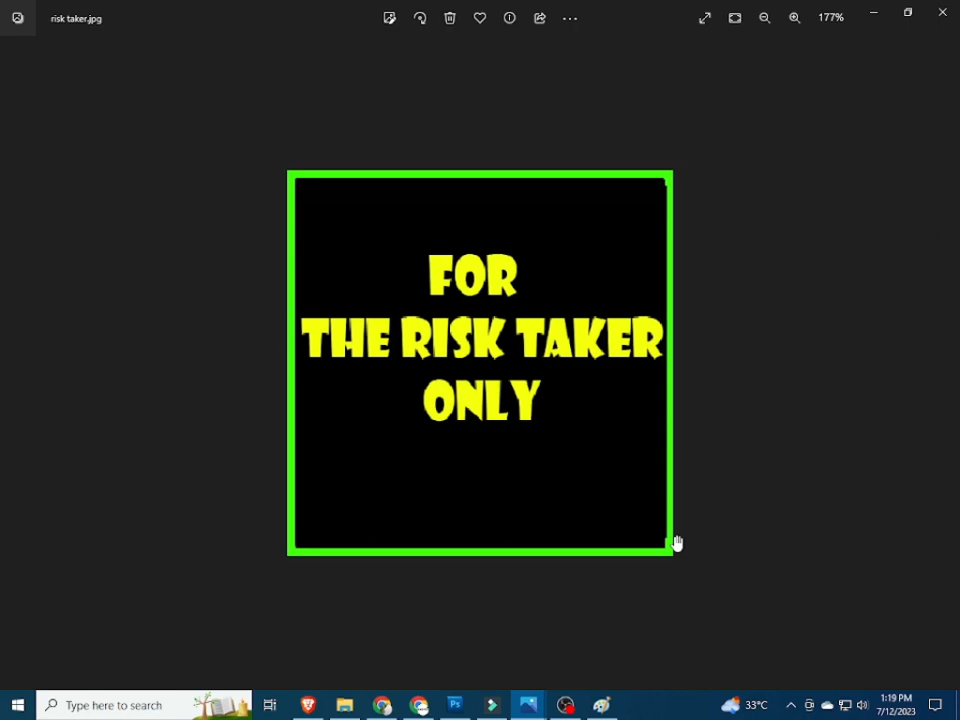 risk taker.jpg
177%
FOR
THE RISK TAKER
ONLY
Type here to search
Ps
33°C
1:19 PM
7/12/2023